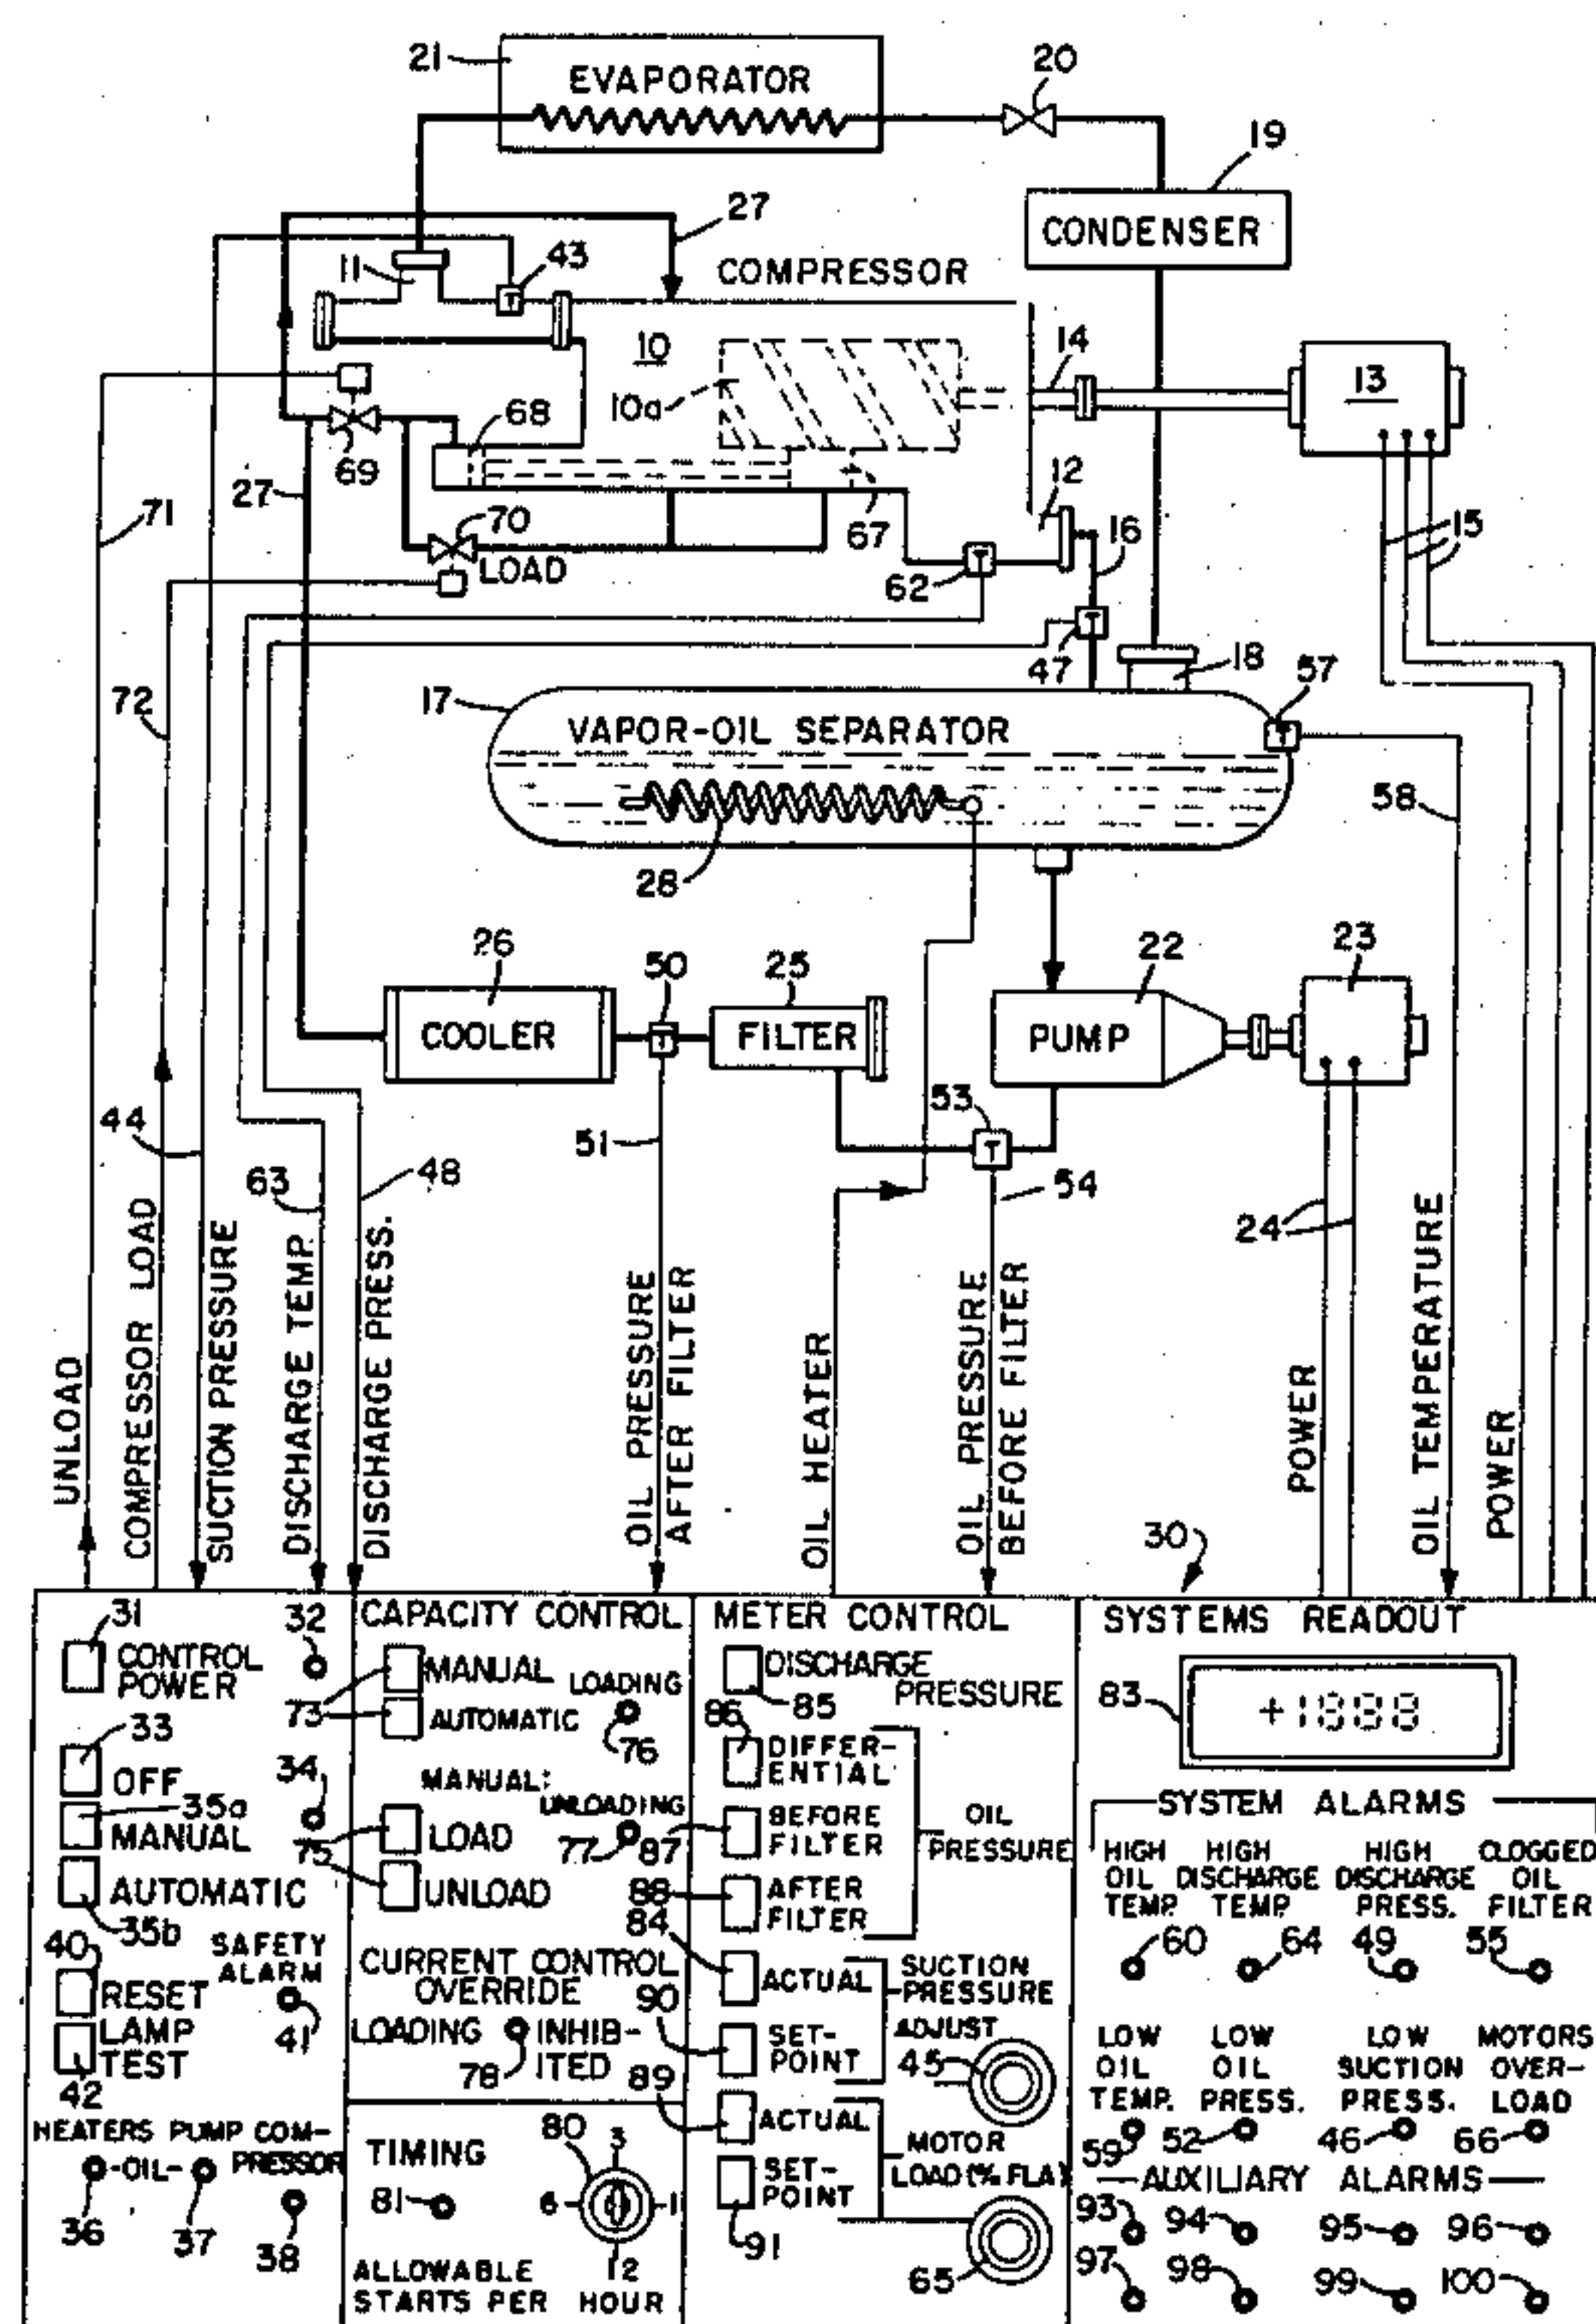 21
EVAPORATOR
20
19
CONDENSER
27
11
43
COMPRESSOR
10
14
13
10a
68
69
27
12
71
70
67
16
15
LOAD
62
47
18
57
72
17
VAPOR-OIL SEPARATOR
58
28
26
50
25
22
23
COOLER
FILTER
PUMP
53
44
51
63
48
54
24
UNLOAD
COMPRESSOR LOAD
SUCTION PRESSURE
DISCHARGE TEMP.
DISCHARGE PRESS.
OIL PRESSURE
AFTER FILTER
OIL HEATER
OIL PRESSURE
BEFORE FILTER
POWER
OIL TEMPERATURE
POWER
30
31
32
CONTROL
POWER
33
OFF
34
35a
MANUAL
AUTOMATIC
35b
40
SAFETY
ALARM
RESET
41
LAMP
TEST
42
HEATERS PUMP COM-
PRESSOR
-OIL-
36
37
38
CAPACITY CONTROL
MANUAL
LOADING
73
AUTOMATIC
76
MANUAL:
UNLOADING
75
LOAD
77
UNLOAD
CURRENT CONTROL
OVERRIDE
LOADING
INHIB-
ITED
78
TIMING
80
3
81
6
1
12
ALLOWABLE
STARTS PER HOUR
METER CONTROL
DISCHARGE
PRESSURE
85
86
DIFFER-
ENTIAL
87
BEFORE
FILTER
OIL
PRESSURE
88
AFTER
FILTER
84
ACTUAL
SUCTION
PRESSURE
90
SET-
POINT
ADJUST
45
89
ACTUAL
MOTOR
LOAD (% FLA)
SET-
POINT
91
65
SYSTEMS READOUT
83
+1888
SYSTEM ALARMS
HIGH
OIL
TEMP.
HIGH
DISCHARGE
TEMP.
HIGH
DISCHARGE
PRESS.
CLOGGED
OIL
FILTER
60
64
49
55
LOW
OIL
TEMP.
LOW
OIL
PRESS.
LOW
SUCTION
PRESS.
MOTORS
OVER-
LOAD
59
52
46
66
AUXILIARY ALARMS
93
94
95
96
97
98
99
100